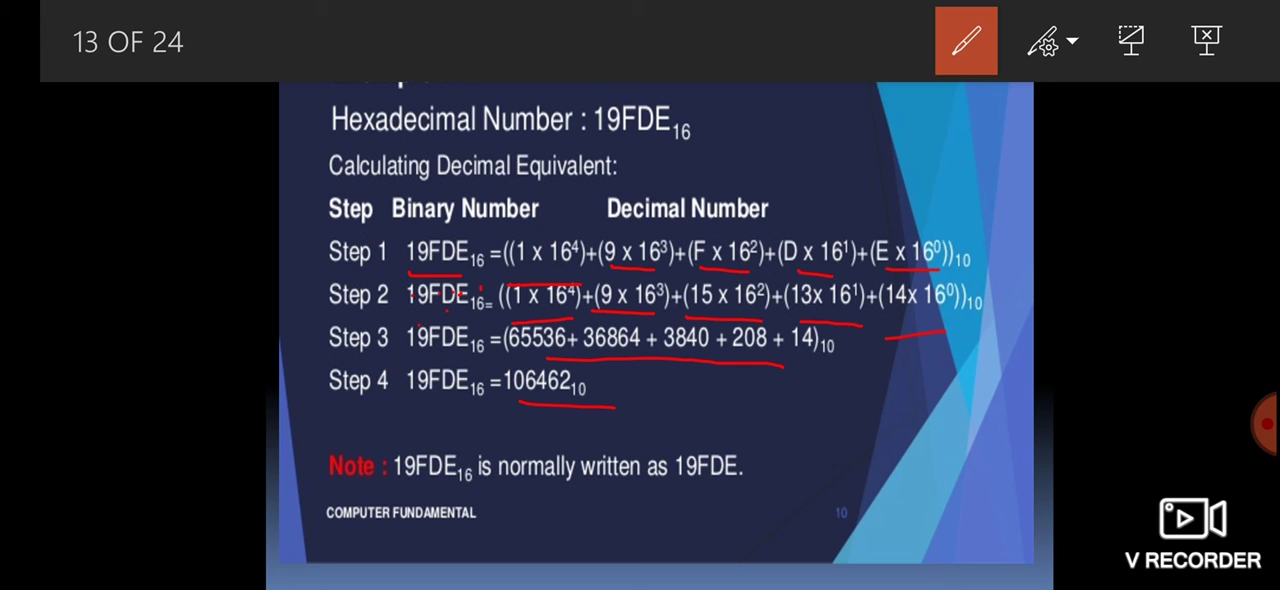 13 OF 24
Hexadecimal Number : 19FDE₁₆
Calculating Decimal Equivalent:
Step Binary Number Decimal Number
Step 1 19FDE₁₆ =((1 x 16⁴)+(9 x 16³)+(F x 16²)+(D x 16¹)+(E x 16⁰))₁₀
Step 2 19FDE₁₆₌ ((1 x 16⁴)+(9 x 16³)+(15 x 16²)+(13x 16¹)+(14x 16⁰))₁₀
Step 3 19FDE₁₆ =(65536+ 36864 + 3840 + 208 + 14)₁₀
Step 4 19FDE₁₆ =106462₁₀
Note : 19FDE₁₆ is normally written as 19FDE.
COMPUTER FUNDAMENTAL 10
V RECORDER